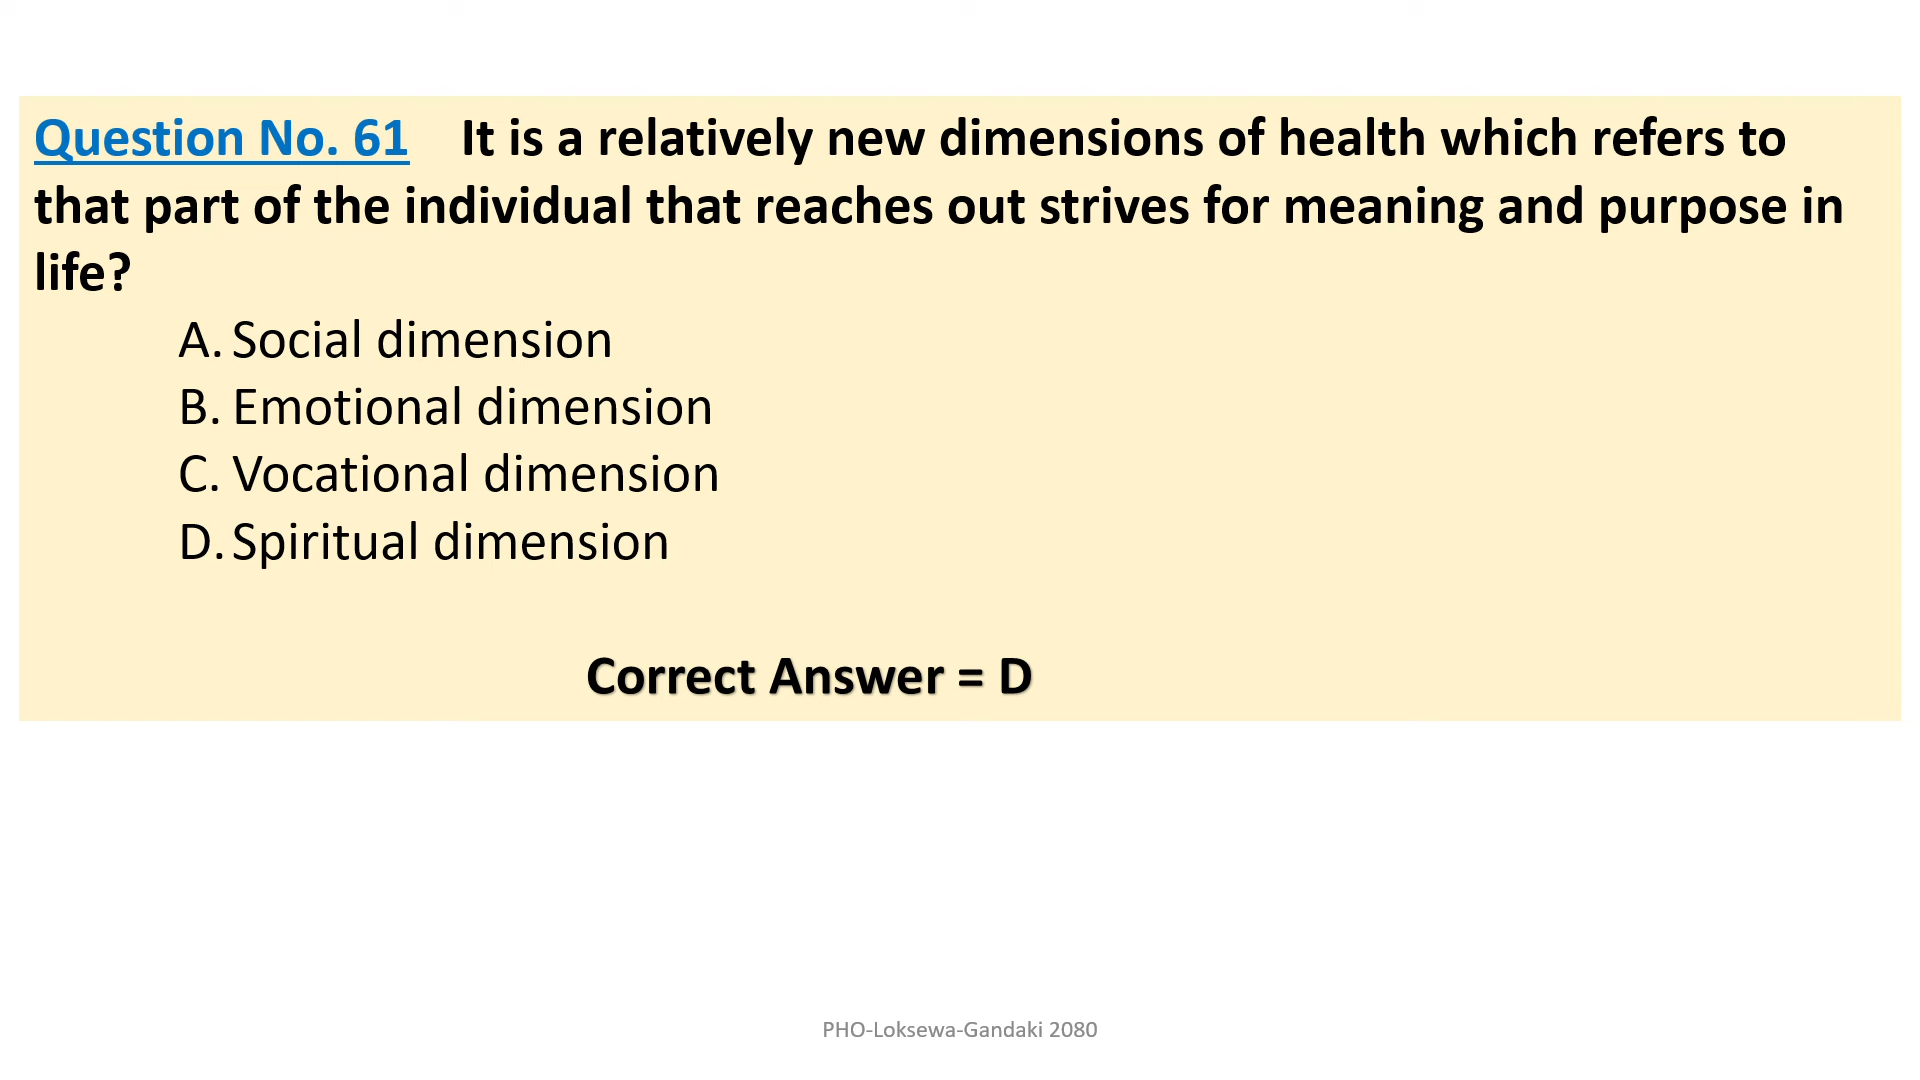 Question No. 61 It is a relatively new dimensions of health which refers to
that part of the individual that reaches out strives for meaning and purpose in
life?
A. Social dimension
B. Emotional dimension
C. Vocational dimension
D. Spiritual dimension
Correct Answer = D
PHO-Loksewa-Gandaki 2080